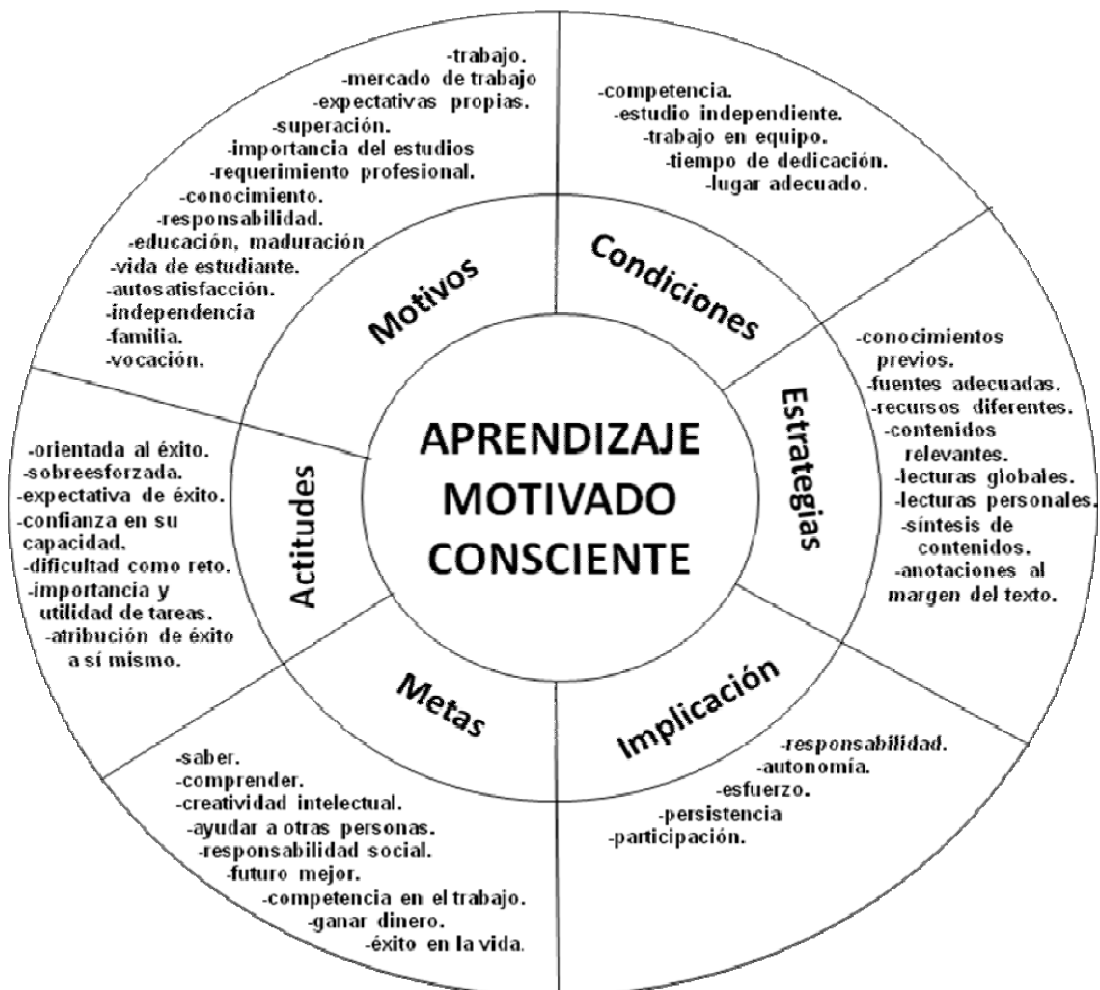 APRENDIZAJE
MOTIVADO
CONSCIENTE
Motivos
-trabajo.
-mercado de trabajo
-expectativas propias.
-superación.
-importancia del estudios
-requerimiento profesional.
-conocimiento.
-responsabilidad.
-educación, maduración
-vida de estudiante.
-autosatisfacción.
-independencia
-familia.
-vocación.
Condiciones
-competencia.
-estudio independiente.
-trabajo en equipo.
-tiempo de dedicación.
-lugar adecuado.
Estrategias
-conocimientos
previos.
-fuentes adecuadas.
-recursos diferentes.
-contenidos
relevantes.
-lecturas globales.
-lecturas personales.
-síntesis de
contenidos.
-anotaciones al
margen del texto.
Implicación
-responsabilidad.
-autonomía.
-esfuerzo.
-persistencia
-participación.
Metas
-saber.
-comprender.
-creatividad intelectual.
-ayudar a otras personas.
-responsabilidad social.
-futuro mejor.
-competencia en el trabajo.
-ganar dinero.
-éxito en la vida.
Actitudes
-orientada al éxito.
-sobreesforzada.
-expectativa de éxito.
-confianza en su
capacidad.
-dificultad como reto.
-importancia y
utilidad de tareas.
-atribución de éxito
a sí mismo.